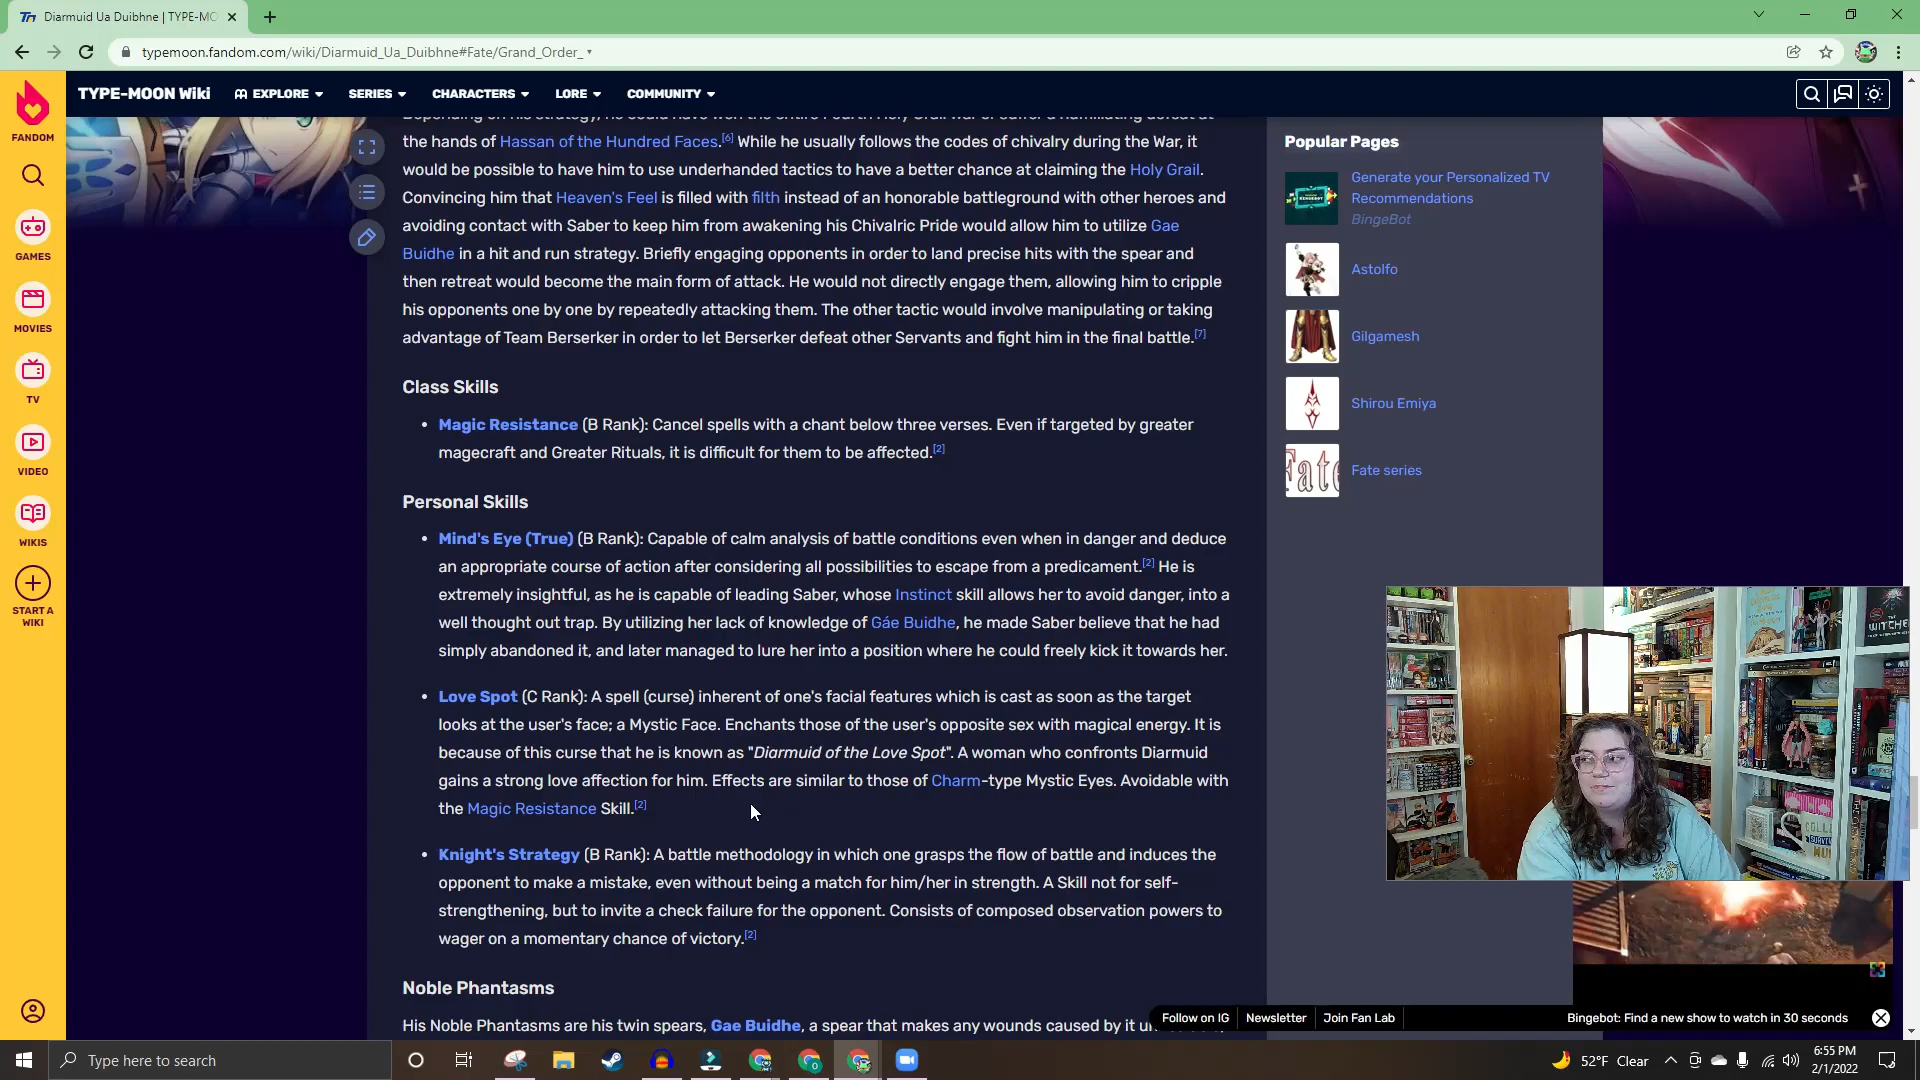 Diarmuid Ua Duibhne | TYPE-MO
typemoon.fandom.com/wiki/Diarmuid_Ua_Duibhne#Fate/Grand_Order_
TYPE-MOON Wiki
EXPLORE
SERIES
CHARACTERS
LORE
COMMUNITY
FANDOM
GAMES
MOVIES
TV
VIDEO
WIKIS
START A
WIKI
the hands of Hassan of the Hundred Faces.[6] While he usually follows the codes of chivalry during the War, it
would be possible to have him to use underhanded tactics to have a better chance at claiming the Holy Grail.
Convincing him that Heaven's Feel is filled with filth instead of an honorable battleground with other heroes and
avoiding contact with Saber to keep him from awakening his Chivalric Pride would allow him to utilize Gae
Buidhe in a hit and run strategy. Briefly engaging opponents in order to land precise hits with the spear and
then retreat would become the main form of attack. He would not directly engage them, allowing him to cripple
his opponents one by one by repeatedly attacking them. The other tactic would involve manipulating or taking
advantage of Team Berserker in order to let Berserker defeat other Servants and fight him in the final battle.[7]
Class Skills
• Magic Resistance (B Rank): Cancel spells with a chant below three verses. Even if targeted by greater
magecraft and Greater Rituals, it is difficult for them to be affected.[2]
Personal Skills
• Mind's Eye (True) (B Rank): Capable of calm analysis of battle conditions even when in danger and deduce
an appropriate course of action after considering all possibilities to escape from a predicament.[2] He is
extremely insightful, as he is capable of leading Saber, whose Instinct skill allows her to avoid danger, into a
well thought out trap. By utilizing her lack of knowledge of Gáe Buidhe, he made Saber believe that he had
simply abandoned it, and later managed to lure her into a position where he could freely kick it towards her.
• Love Spot (C Rank): A spell (curse) inherent of one's facial features which is cast as soon as the target
looks at the user's face; a Mystic Face. Enchants those of the user's opposite sex with magical energy. It is
because of this curse that he is known as "Diarmuid of the Love Spot". A woman who confronts Diarmuid
gains a strong love affection for him. Effects are similar to those of Charm-type Mystic Eyes. Avoidable with
the Magic Resistance Skill.[2]
• Knight's Strategy (B Rank): A battle methodology in which one grasps the flow of battle and induces the
opponent to make a mistake, even without being a match for him/her in strength. A Skill not for self-
strengthening, but to invite a check failure for the opponent. Consists of composed observation powers to
wager on a momentary chance of victory.[2]
Noble Phantasms
His Noble Phantasms are his twin spears, Gae Buidhe, a spear that makes any wounds caused by it
Popular Pages
Generate your Personalized TV
Recommendations
BingeBot
Astolfo
Gilgamesh
Shirou Emiya
Fate series
Fate
WITCHER
Follow on IG
Newsletter
Join Fan Lab
Bingebot: Find a new show to watch in 30 seconds
Type here to search
52°F Clear
6:55 PM
2/1/2022